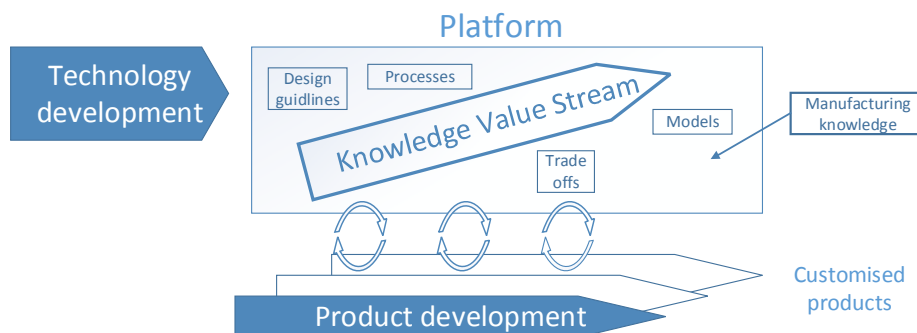 Platform
Technology
development
Design
guidlines
Processes
Knowledge Value Stream
Models
Manufacturing
knowledge
Trade
offs
Customised
products
Product development